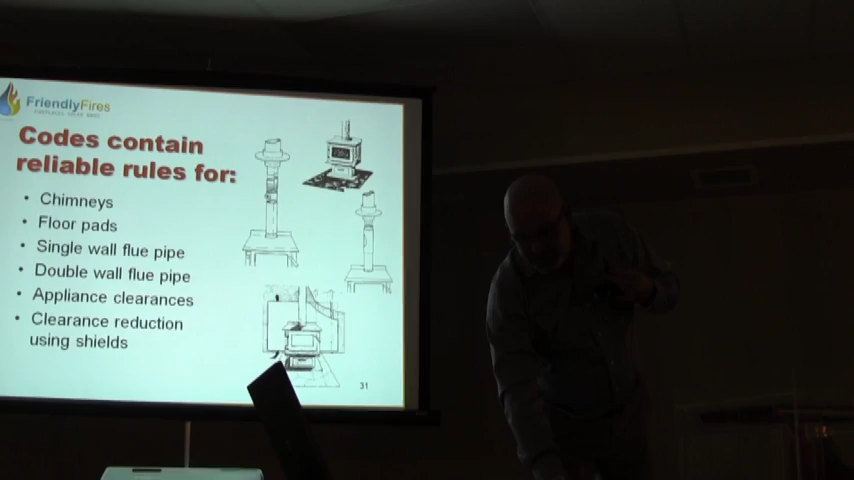 FriendlyFires
Codes contain
reliable rules for:
• Chimneys
• Floor pads
• Single wall flue pipe
• Double wall flue pipe
• Appliance clearances
• Clearance reduction
using shields
31